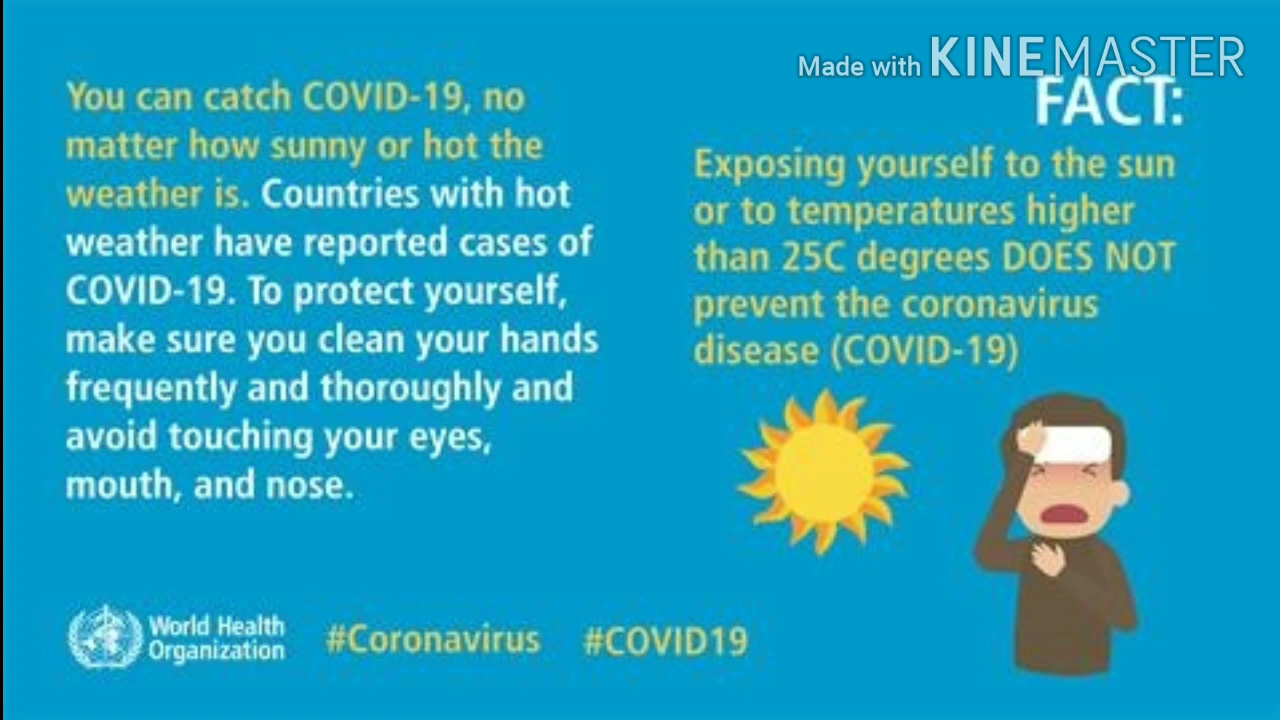 Made with KINEMASTER
You can catch COVID-19, no
matter how sunny or hot the
weather is. Countries with hot
weather have reported cases of
COVID-19. To protect yourself,
make sure you clean your hands
frequently and thoroughly and
avoid touching your eyes,
mouth, and nose.
FACT:
Exposing yourself to the sun
or to temperatures higher
than 25C degrees DOES NOT
prevent the coronavirus
disease (COVID-19)
World Health
Organization
#Coronavirus #COVID19